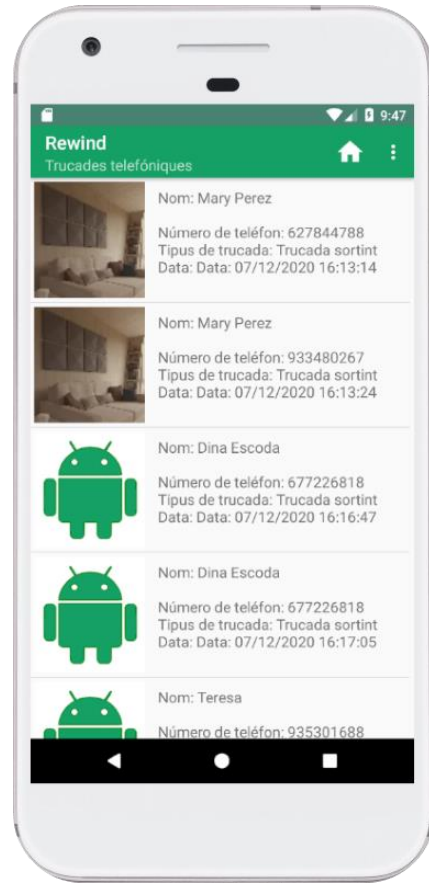 9:47
Rewind
Trucades telefóniques
Nom: Mary Perez
Número de teléfon: 627844788
Tipus de trucada: Trucada sortint
Data: Data: 07/12/2020 16:13:14
Nom: Mary Perez
Número de teléfon: 933480267
Tipus de trucada: Trucada sortint
Data: Data: 07/12/2020 16:13:24
Nom: Dina Escoda
Número de teléfon: 677226818
Tipus de trucada: Trucada sortint
Data: Data: 07/12/2020 16:16:47
Nom: Dina Escoda
Número de teléfon: 677226818
Tipus de trucada: Trucada sortint
Data: Data: 07/12/2020 16:17:05
Nom: Teresa
Número de teléfon: 935301688